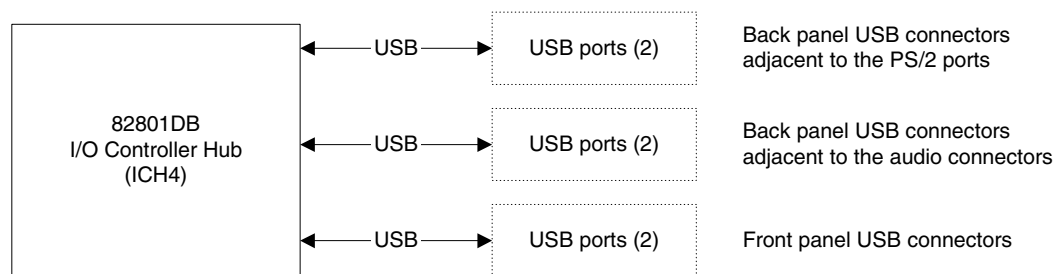 USB
USB ports (2)
Back panel USB connectors
adjacent to the PS/2 ports
82801DB
I/O Controller Hub
(ICH4)
USB
USB ports (2)
Back panel USB connectors
adjacent to the audio connectors
USB
USB ports (2)
Front panel USB connectors